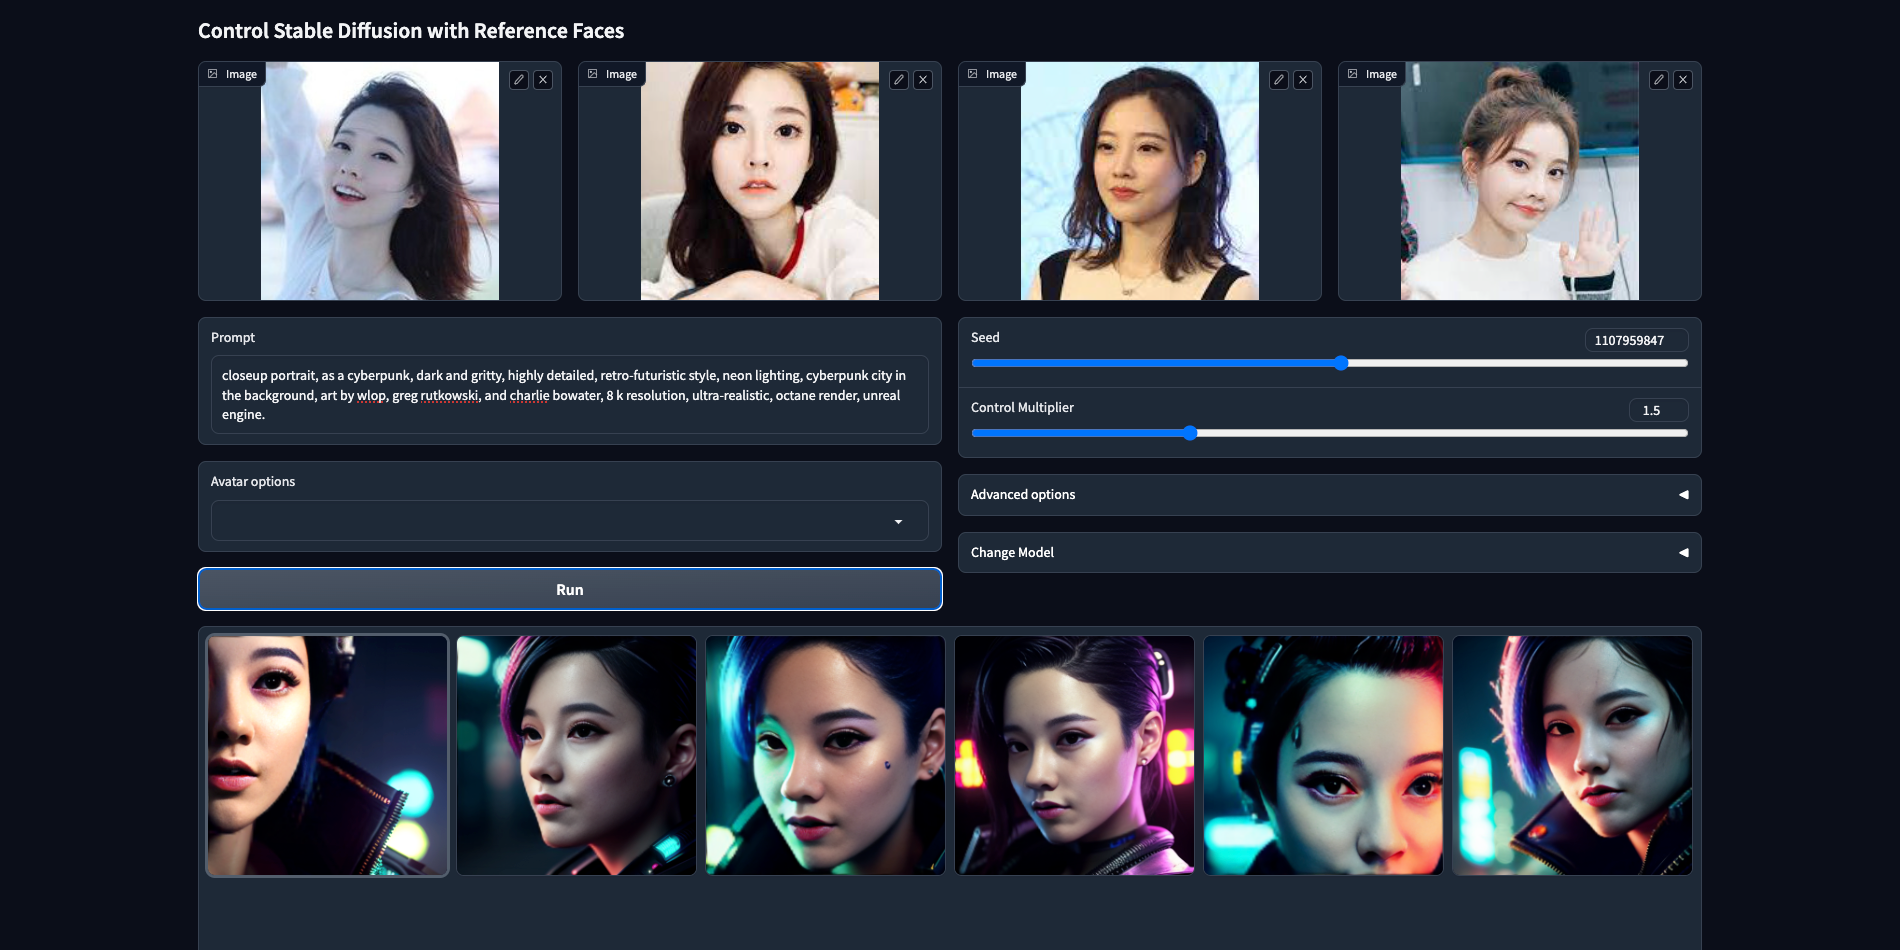 Control Stable Diffusion with Reference Faces
Image
Image
Image
Image
Prompt
closeup portrait, as a cyberpunk, dark and gritty, highly detailed, retro-futuristic style, neon lighting, cyberpunk city in
the background, art by wlop, greg rutkowski, and charlie bowater, 8 k resolution, ultra-realistic, octane render, unreal
engine.
Seed
1107959847
Control Multiplier
1.5
Avatar options
Advanced options
Change Model
Run